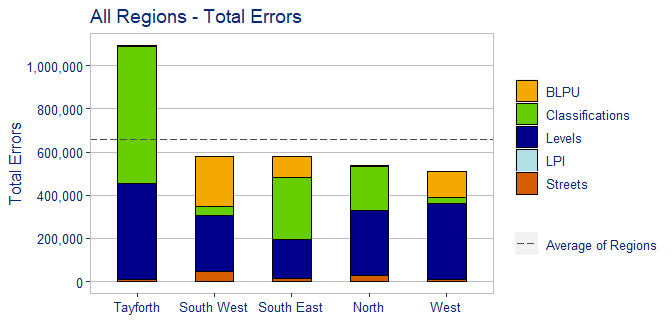 All Regions - Total Errors
Total Errors
1,000,000
800,000
600,000
400,000
200,000
0
Tayforth
South West
South East
North
West
BLPU
Classifications
Levels
LPI
Streets
Average of Regions